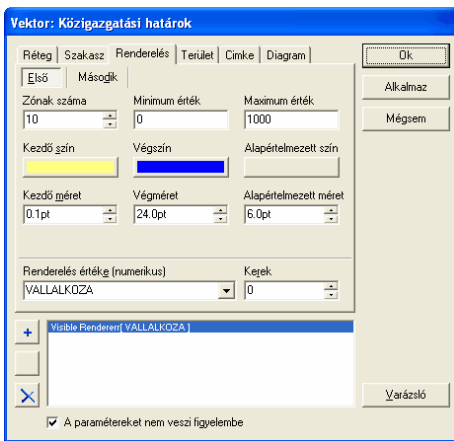 Vektor: Közigazgatási határok
Réteg Szakasz Renderelés Terület Cimke Diagram
Ok
Első Második
Alkalmaz
Zónak száma Minimum érték Maximum érték
10 0 1000
Mégsem
Kezdő szín Végszín Alapértelmezett szín
Kezdő méret Végméret Alapértelmezett méret
0.1pt 24.0pt 6.0pt
Renderelés értéke (numerikus) Kerek
VALLALKOZA 0
Visible Rendererr[ VALLALKOZA ]
Varázsló
A paramétereket nem veszi figyelembe